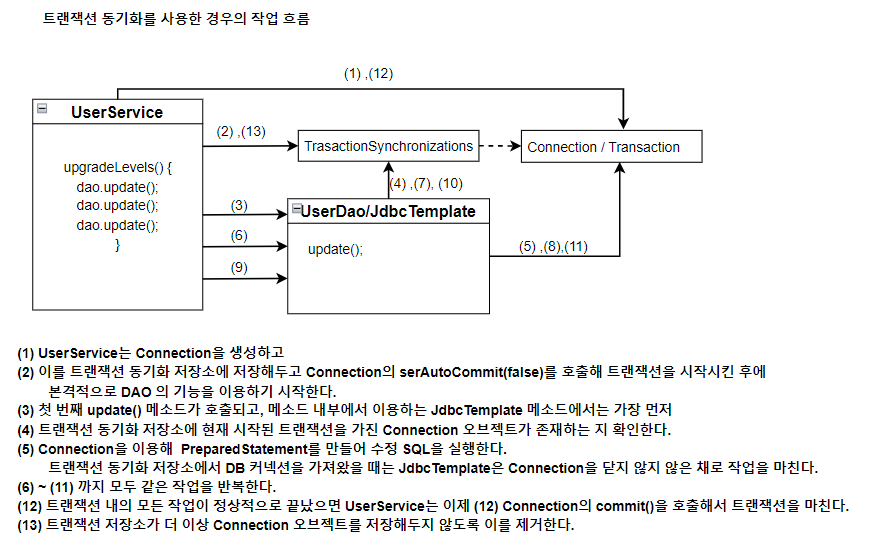 트랜잭션 동기화를 사용한 경우의 작업 흐름
(1) ,(12)
UserService
(2) ,(13)
TrasactionSynchronizations
Connection / Transaction
upgradeLevels() {
dao.update();
dao.update();
dao.update();
}
(4) ,(7), (10)
(3)
UserDao/JdbcTemplate
(6)
update();
(5) ,(8),(11)
(9)
(1) UserService는 Connection을 생성하고
(2) 이를 트랜잭션 동기화 저장소에 저장해두고 Connection의 serAutoCommit(false)를 호출해 트랜잭션을 시작시킨 후에
본격적으로 DAO 의 기능을 이용하기 시작한다.
(3) 첫 번째 update() 메소드가 호출되고, 메소드 내부에서 이용하는 JdbcTemplate 메소드에서는 가장 먼저
(4) 트랜잭션 동기화 저장소에 현재 시작된 트랜잭션을 가진 Connection 오브젝트가 존재하는 지 확인한다.
(5) Connection을 이용해 PreparedStatement를 만들어 수정 SQL을 실행한다.
트랜잭션 동기화 저장소에서 DB 커넥션을 가져왔을 때는 JdbcTemplate은 Connection을 닫지 않지 않은 채로 작업을 마친다.
(6) ~ (11) 까지 모두 같은 작업을 반복한다.
(12) 트랜잭션 내의 모든 작업이 정상적으로 끝났으면 UserService는 이제 (12) Connection의 commit()을 호출해서 트랜잭션을 마친다.
(13) 트랜잭션 저장소가 더 이상 Connection 오브젝트를 저장해두지 않도록 이를 제거한다.